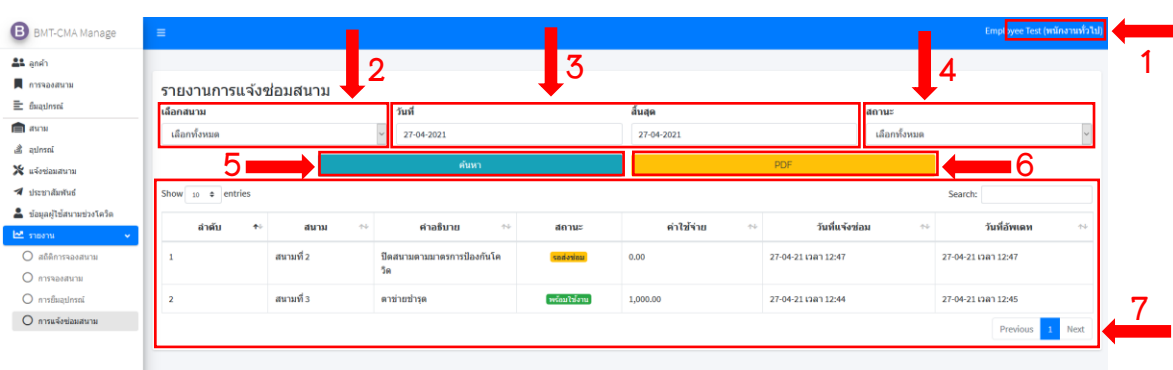 B BMT-CMA Manage
Employee Test (พนักงานทั่วไป)
1
ลูกค้า
การจองสนาม
ยืมอุปกรณ์
สนาม
อุปกรณ์
แจ้งซ่อมสนาม
ประชาสัมพันธ์
ข้อมูลผู้ใช้สนามช่วงโควิด
รายงาน
สถิติการจองสนาม
การจองสนาม
การยืมอุปกรณ์
การแจ้งซ่อมสนาม
2
3
4
รายงานการแจ้งซ่อมสนาม
เลือกสนาม วันที่ สิ้นสุด สถานะ
เลือกทั้งหมด 27-04-2021 27-04-2021 เลือกทั้งหมด
5 ค้นหา PDF 6
Show 10 entries Search:
ลำดับ สนาม คำอธิบาย สถานะ ค่าใช้จ่าย วันที่แจ้งซ่อม วันที่อัพเดท
1 สนามที่ 2 ปิดสนามตามมาตรการป้องกันโควิด รอส่งซ่อม 0.00 27-04-21 เวลา 12:47 27-04-21 เวลา 12:47
2 สนามที่ 3 ตาข่ายชำรุด พร้อมใช้งาน 1,000.00 27-04-21 เวลา 12:44 27-04-21 เวลา 12:45
Previous 1 Next
7